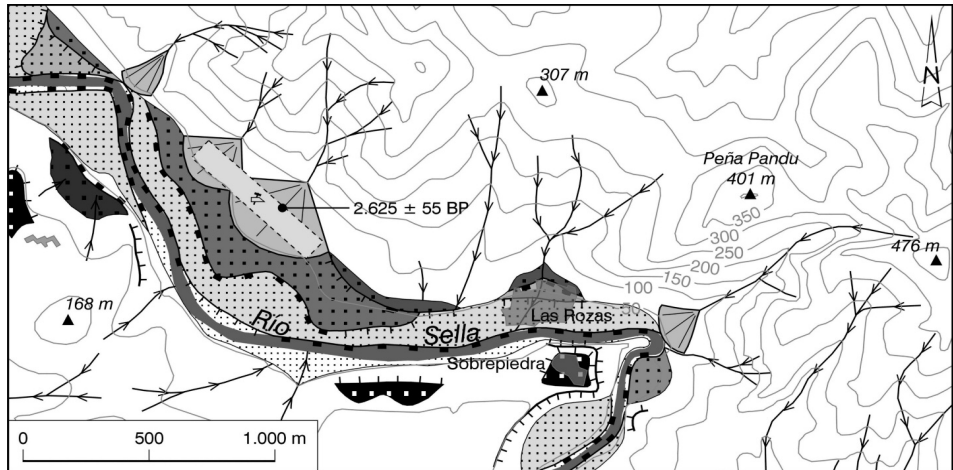 307 m
N
Peña Pandu
401 m
2.625 ± 55 BP
350
300
250
200
150
100
50
476 m
168 m
Las Rozas
Río Sella
Sobrepiedra
0 500 1.000 m